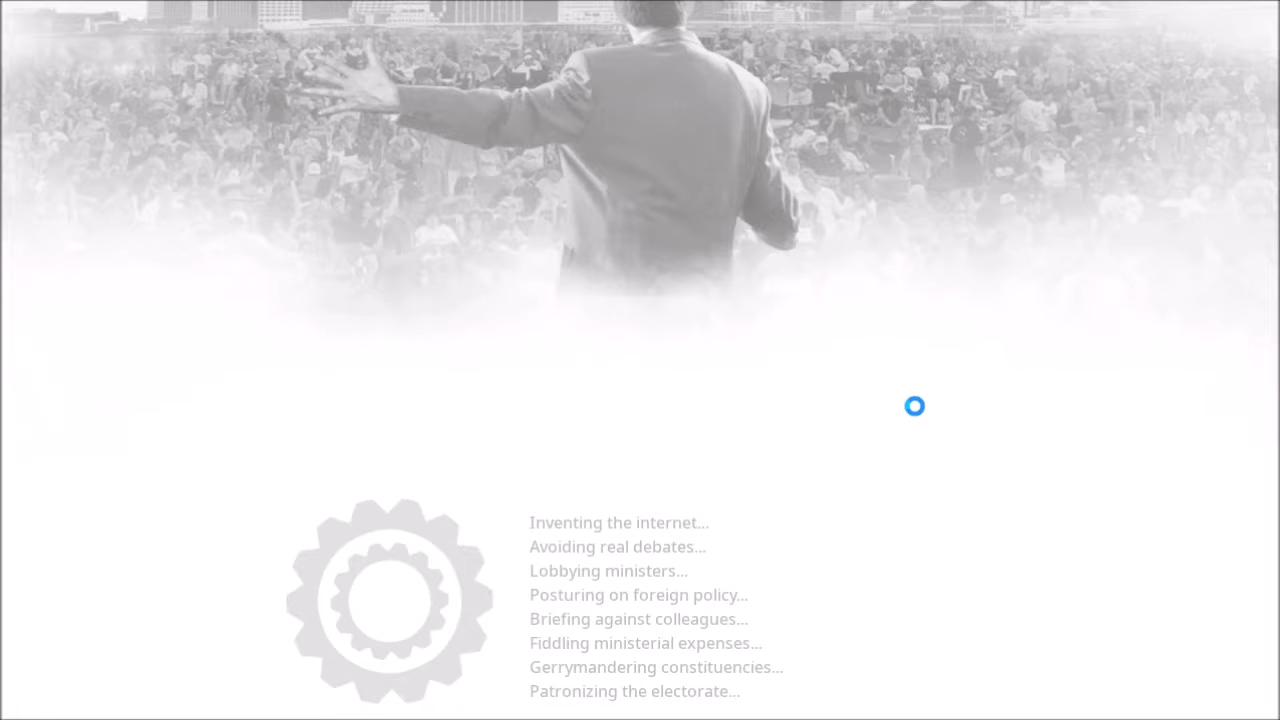 Inventing the internet...
Avoiding real debates...
Lobbying ministers...
Posturing on foreign policy...
Briefing against colleagues...
Fiddling ministerial expenses...
Gerrymandering constituencies...
Patronizing the electorate...